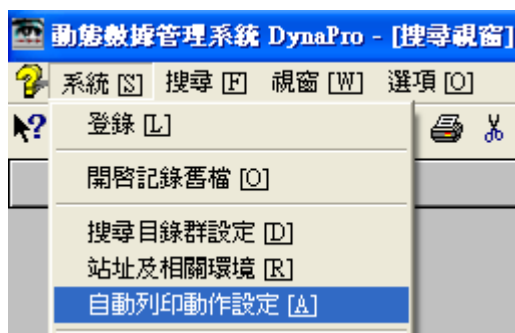 動態數據管理系統 DynaPro - [搜尋視窗]
系統 [S] 搜尋 [F] 視窗 [W] 選項 [O]
登錄 [L]
開啓記錄舊檔 [O]
搜尋目錄群設定 [D]
站址及相關環境 [R]
自動列印動作設定 [A]